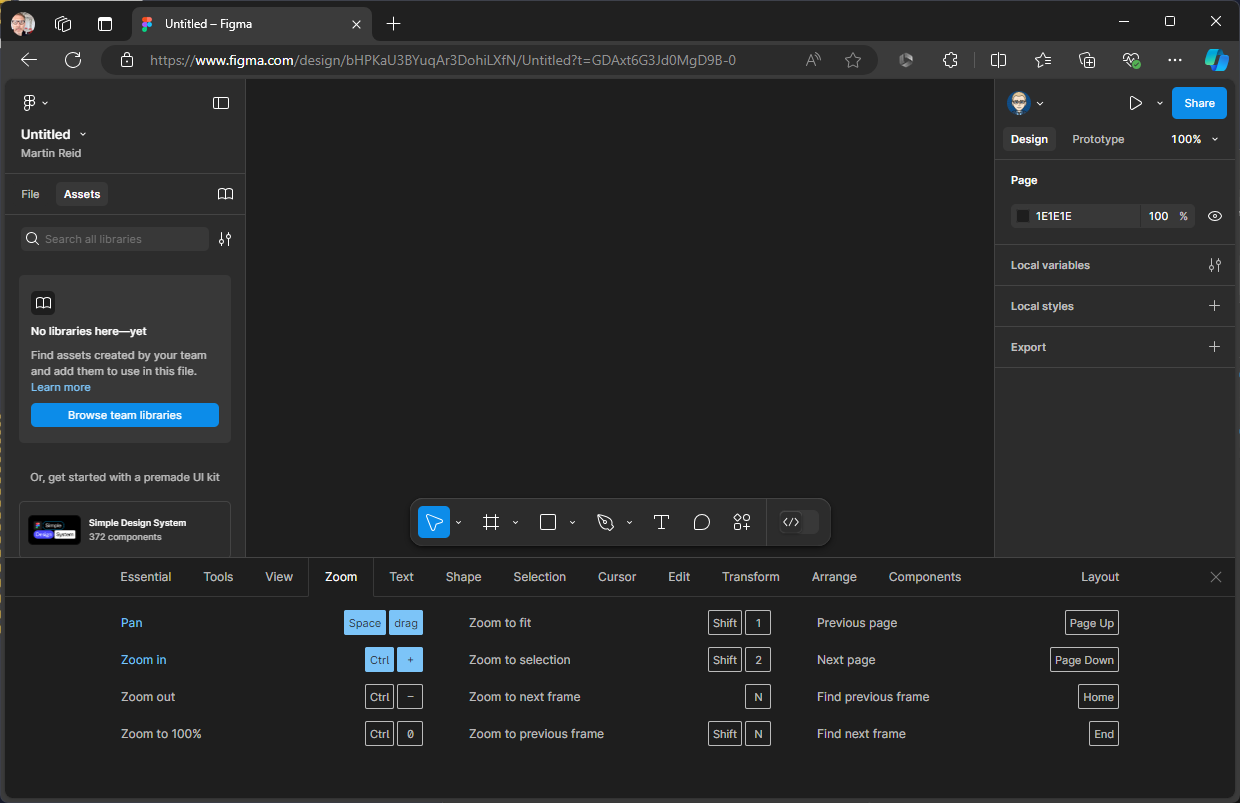 Untitled – Figma
https://www.figma.com/design/bHPKaU3BYuqAr3DohiLXfN/Untitled?t=GDAxt6G3Jd0MgD9B-0
Share
Untitled
Martin Reid
Design Prototype 100%
File Assets
Page
Search all libraries
1E1E1E 100 %
Local variables
Local styles
Export
No libraries here—yet
Find assets created by your team
and add them to use in this file.
Learn more
Browse team libraries
Or, get started with a premade UI kit
Simple
Design System
Simple Design System
372 components
Essential Tools View Zoom Text Shape Selection Cursor Edit Transform Arrange Components Layout
Pan Space drag Zoom to fit Shift 1 Previous page Page Up
Zoom in Ctrl + Zoom to selection Shift 2 Next page Page Down
Zoom out Ctrl − Zoom to next frame N Find previous frame Home
Zoom to 100% Ctrl 0 Zoom to previous frame Shift N Find next frame End